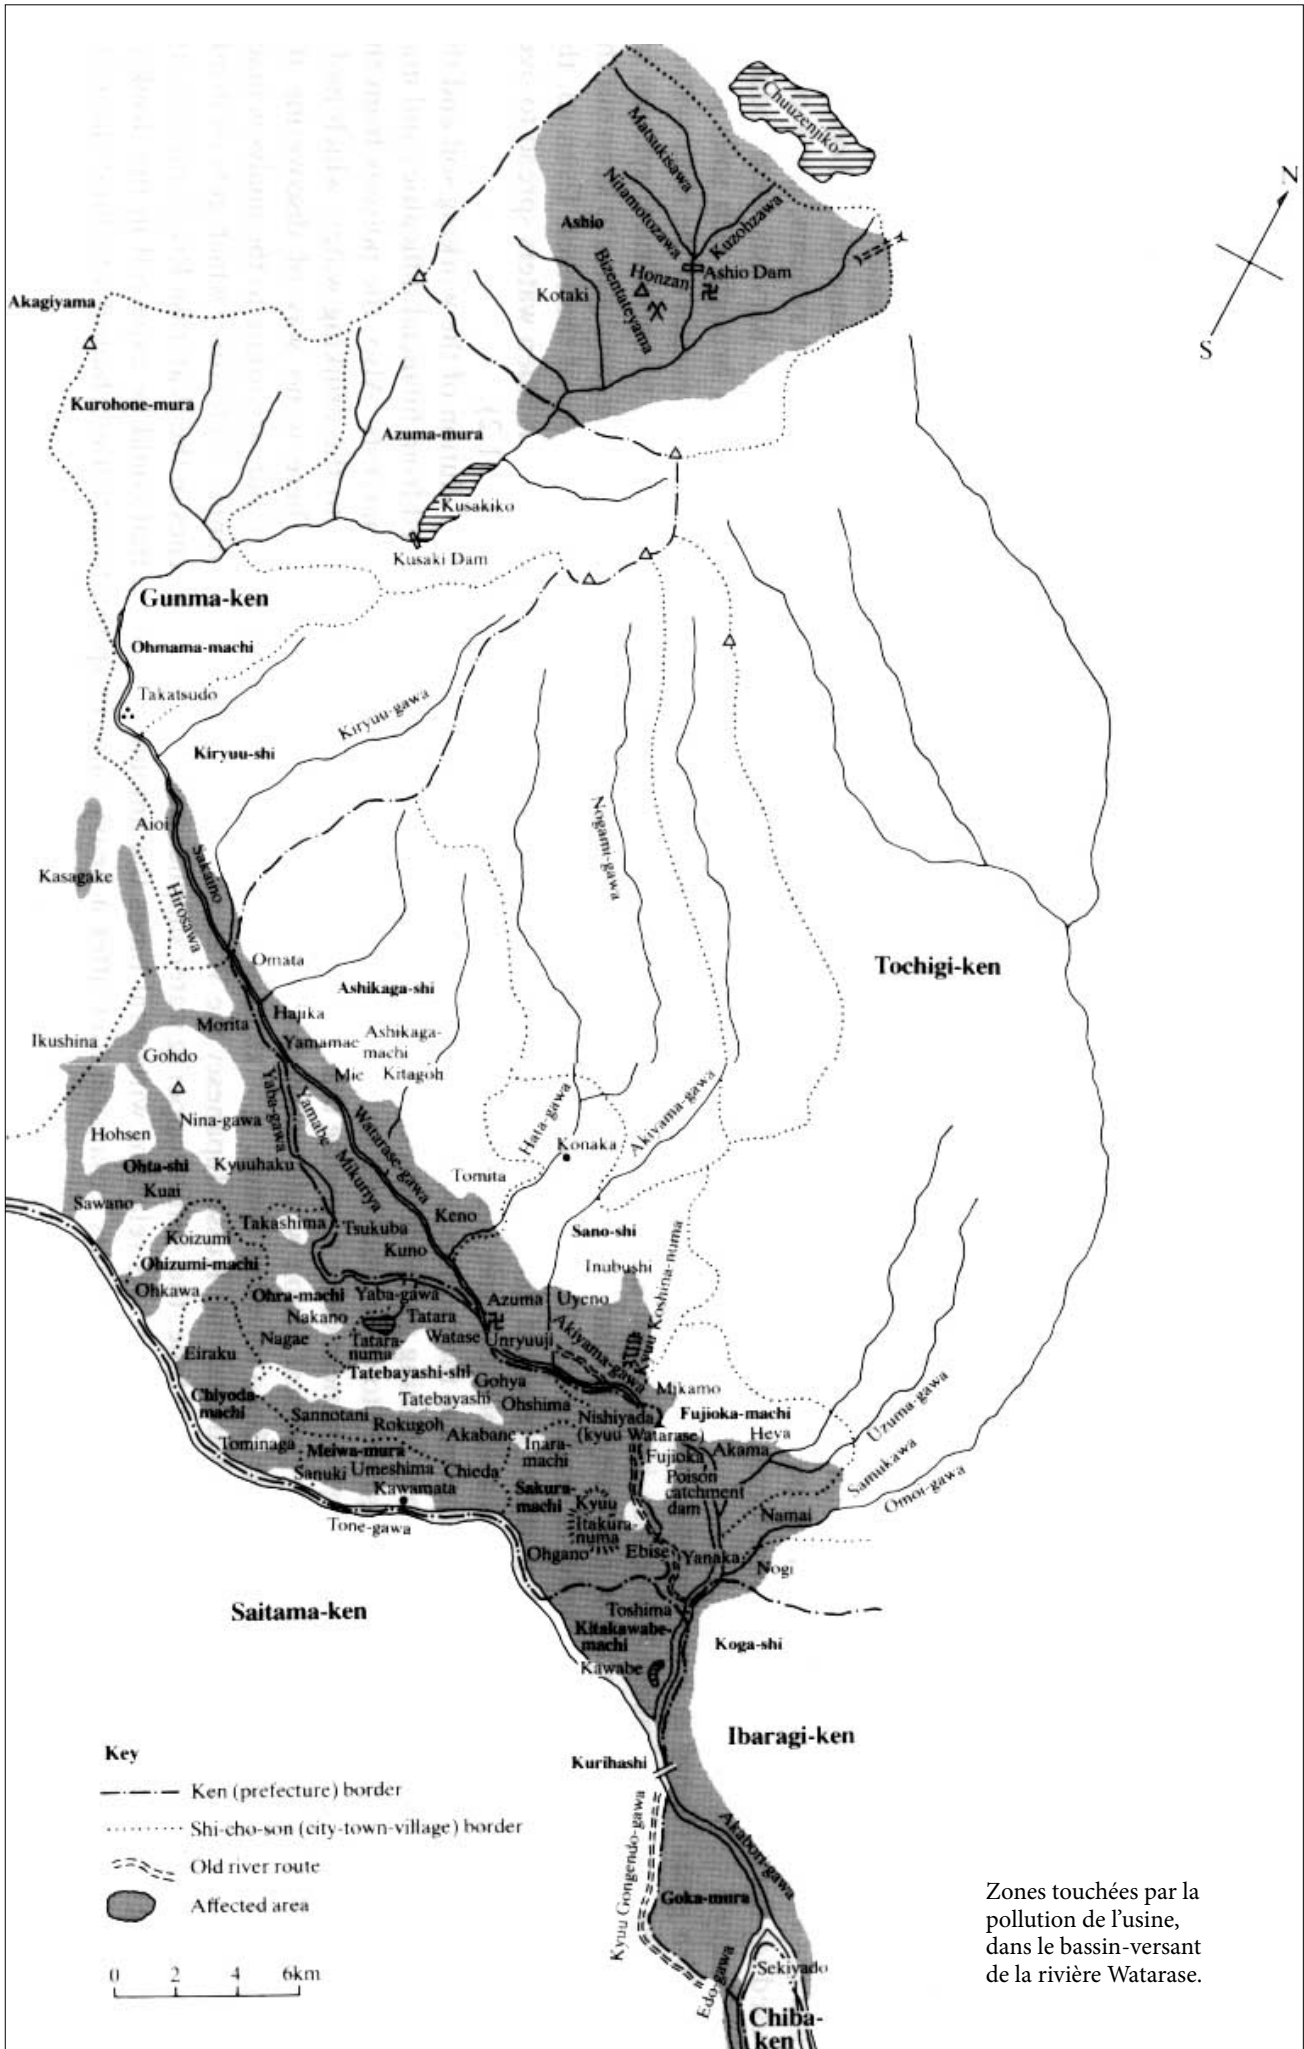 Chuuzenjiko
N
S
Matsukisawa
Nitamotozawa
Kuzohzawa
Ashio
Honzan
Ashio Dam
Bizentateyama
Kotaki
Akagiyama
Kurohone-mura
Azuma-mura
Kusakiko
Kusaki Dam
Gunma-ken
Ohmama-machi
Takatsudo
Kiryuu-gawa
Kiryuu-shi
Aioi
Sakaino
Nogami-gawa
Kasagake
Hirosawa
Omata
Tochigi-ken
Ashikaga-shi
Hajika
Morita
Ashikaga-
machi
Yamamae
Ikushina
Gohdo
Mie
Kitagoh
Yaba-gawa
Yamabe
Watarase-gawa
Nina-gawa
Hata-gawa
Akiyama-gawa
Hohsen
Konaka
Ohta-shi
Kyuuhaku
Mikuriya
Tomita
Kuai
Sawano
Takashima
Tsukuba
Keno
Koizumi
Kuno
Sano-shi
Kyuu Koshina-numa
Ohizumi-machi
Inubushi
Ohkawa
Ohra-machi
Yaba-gawa
Azuma
Uyeno
Nakano
Tatara
Nagae
Tatara-
numa
Watase
Unryuuji
Akiyama-gawa
Eiraku
Tatebayashi-shi
Gohya
Chiyoda-
machi
Tatebayashi
Ohshima
Mikamo
Sannotani
Rokugoh
Nishiyada
(kyuu Watarase)
Fujioka-machi
Heya
Uzuma-gawa
Akabane
Tominaga
Meiwa-mura
Inara-
machi
Fujioka
Akama
Sanuki
Umeshima
Chieda
Poison
catchment
dam
Samukawa
Omoi-gawa
Kawamata
Sakura-
machi
Kyuu
Itakura-
numa
Namai
Tone-gawa
Ohgano
Ebise
Yanaka
Nogi
Saitama-ken
Toshima
Kitakawabe-
machi
Koga-shi
Kawabe
Ibaragi-ken
Kurihashi
Key
Ken (prefecture) border
Shi-cho-son (city-town-village) border
Old river route
Affected area
0 2 4 6km
Kyuu Gongendo-gawa
Akabori-gawa
Goka-mura
Edo-gawa
Sekiyado
Chiba-
ken
Zones touchées par la
pollution de l'usine,
dans le bassin-versant
de la rivière Watarase.